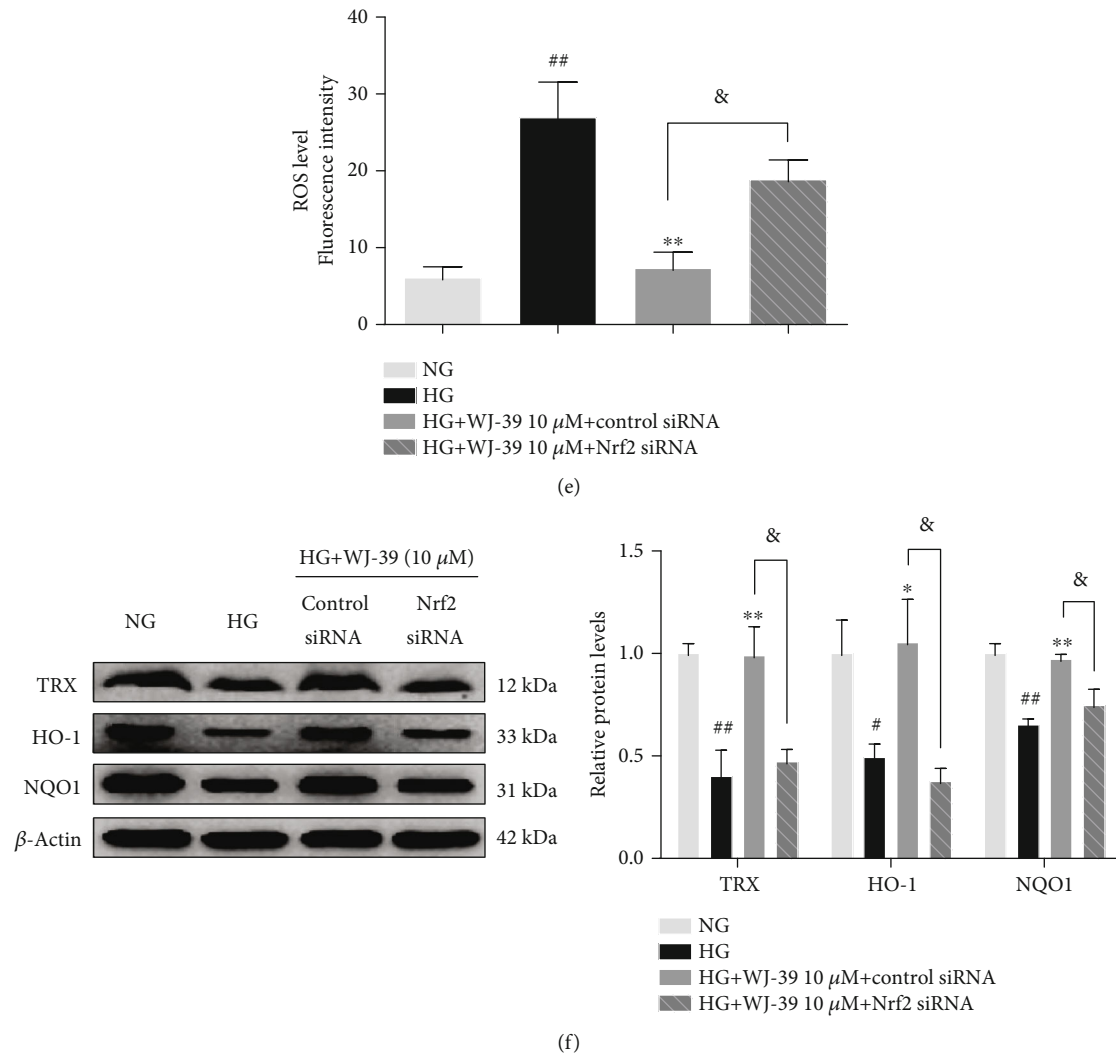 40
30
20
10
0
ROS level
Fluorescence intensity
##
**
&
NG
HG
HG+WJ-39 10 μM+control siRNA
HG+WJ-39 10 μM+Nrf2 siRNA
(e)
HG+WJ-39 (10 μM)
NG
HG
Control
siRNA
Nrf2
siRNA
TRX
12 kDa
HO-1
33 kDa
NQO1
31 kDa
β-Actin
42 kDa
1.5
1.0
0.5
0.0
Relative protein levels
##
**
&
#
*
&
##
**
&
TRX
HO-1
NQO1
NG
HG
HG+WJ-39 10 μM+control siRNA
HG+WJ-39 10 μM+Nrf2 siRNA
(f)